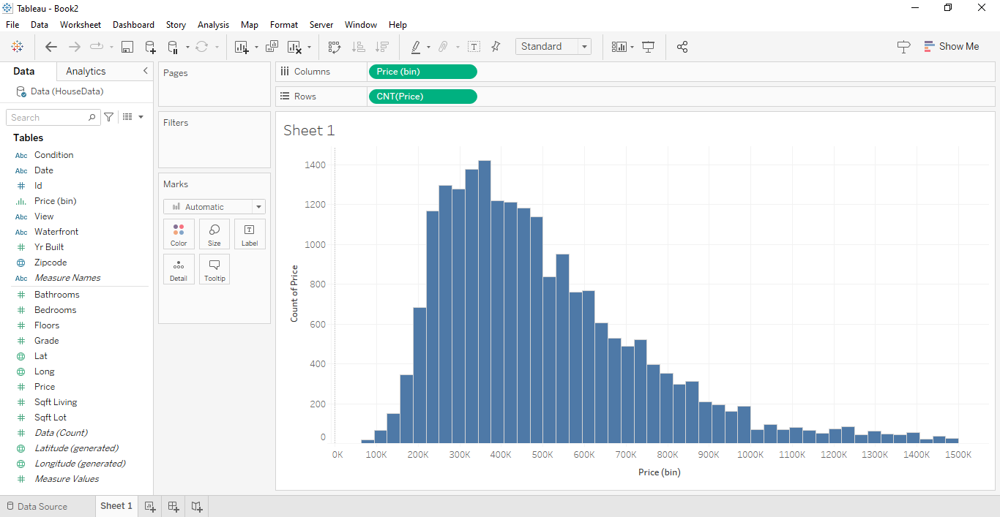 Tableau - Book2
File Data Worksheet Dashboard Story Analysis Map Format Server Window Help
Standard
Show Me
Data Analytics
Data (HouseData)
Search
Tables
Abc Condition
Abc Date
Id
Price (bin)
Abc View
Abc Waterfront
Yr Built
Zipcode
Abc Measure Names
Bathrooms
Bedrooms
Floors
Grade
Lat
Long
Price
Sqft Living
Sqft Lot
Data (Count)
Latitude (generated)
Longitude (generated)
Measure Values
Pages
Filters
Marks
Automatic
Color Size Label
Detail Tooltip
Columns Price (bin)
Rows CNT(Price)
Sheet 1
Count of Price
1400
1200
1000
800
600
400
200
0
0K 100K 200K 300K 400K 500K 600K 700K 800K 900K 1000K 1100K 1200K 1300K 1400K 1500K
Price (bin)
Data Source Sheet 1